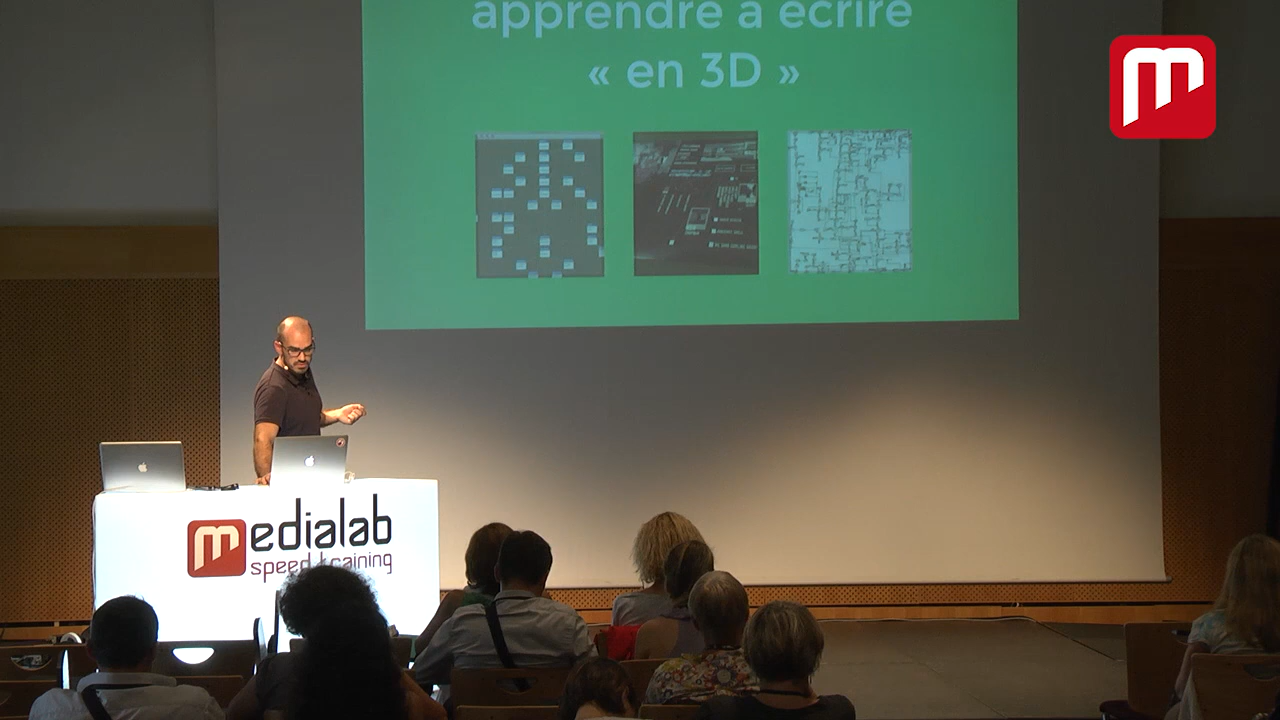 apprendre à écrire
« en 3D »
medialab
speed training